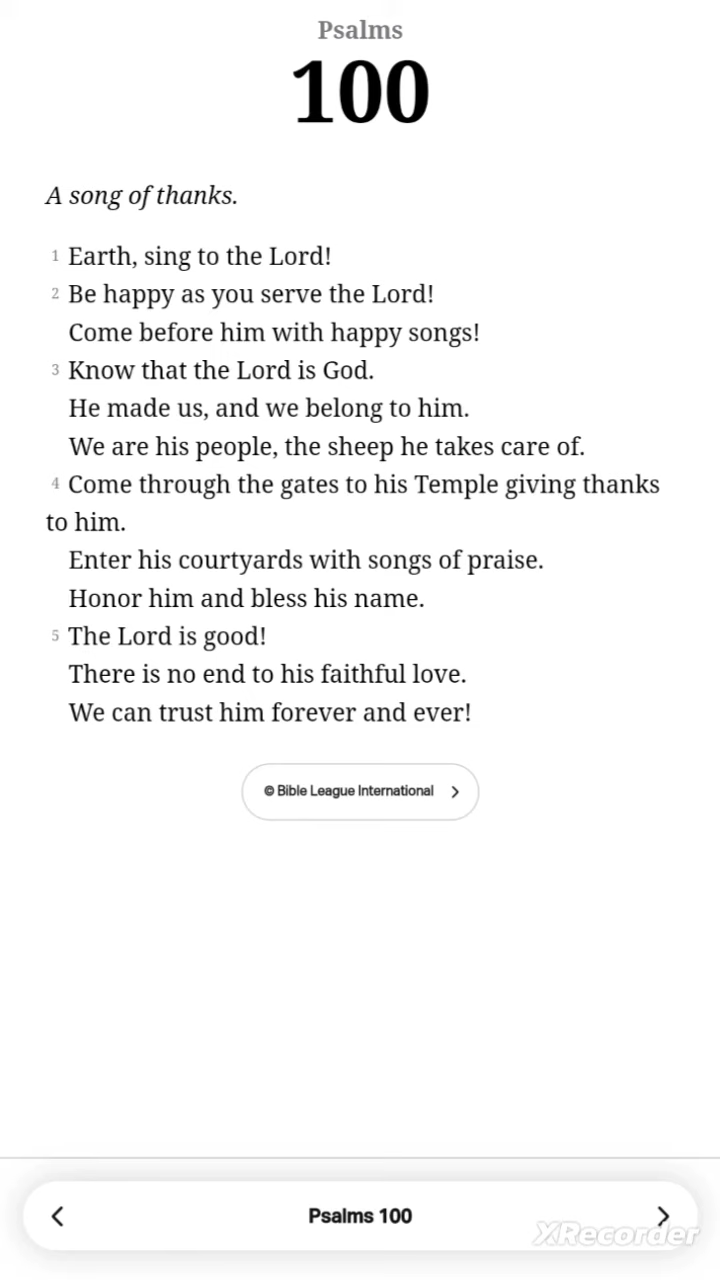 Psalms
100
A song of thanks.
1 Earth, sing to the Lord!
2 Be happy as you serve the Lord!
Come before him with happy songs!
3 Know that the Lord is God.
He made us, and we belong to him.
We are his people, the sheep he takes care of.
4 Come through the gates to his Temple giving thanks
to him.
Enter his courtyards with songs of praise.
Honor him and bless his name.
5 The Lord is good!
There is no end to his faithful love.
We can trust him forever and ever!
© Bible League International
Psalms 100
XRecorder